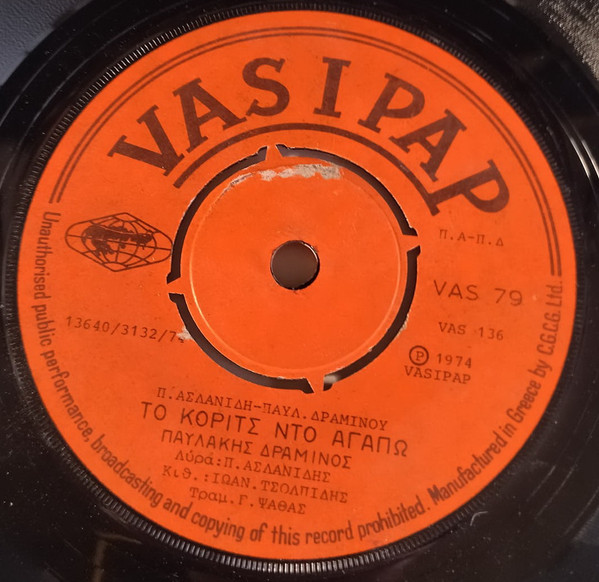 VASIPAP
Π.Α-Π.Δ
VAS 79
13640/3132/7
VAS 136
Ⓟ 1974
VASIPAP
Π.ΑΣΛΑΝΙΔΗ-ΠΑΥΛ.ΔΡΑΜΙΝΟΥ
ΤΟ ΚΟΡΙΤΣ ΝΤΟ ΑΓΑΠΩ
ΠΑΥΛΑΚΗΣ ΔΡΑΜΙΝΟΣ
Λύρά:Π.ΑΣΛΑΝΙΔΗΣ
Κιθ.:ΙΩΑΝ.ΤΣΟΛΠΙΔΗΣ
Τραμ.Γ.ΨΑΘΑΣ
Unauthorised public performance, broadcasting and copying of this record prohibited. Manufactured in Greece by C.G.C.G. Ltd.